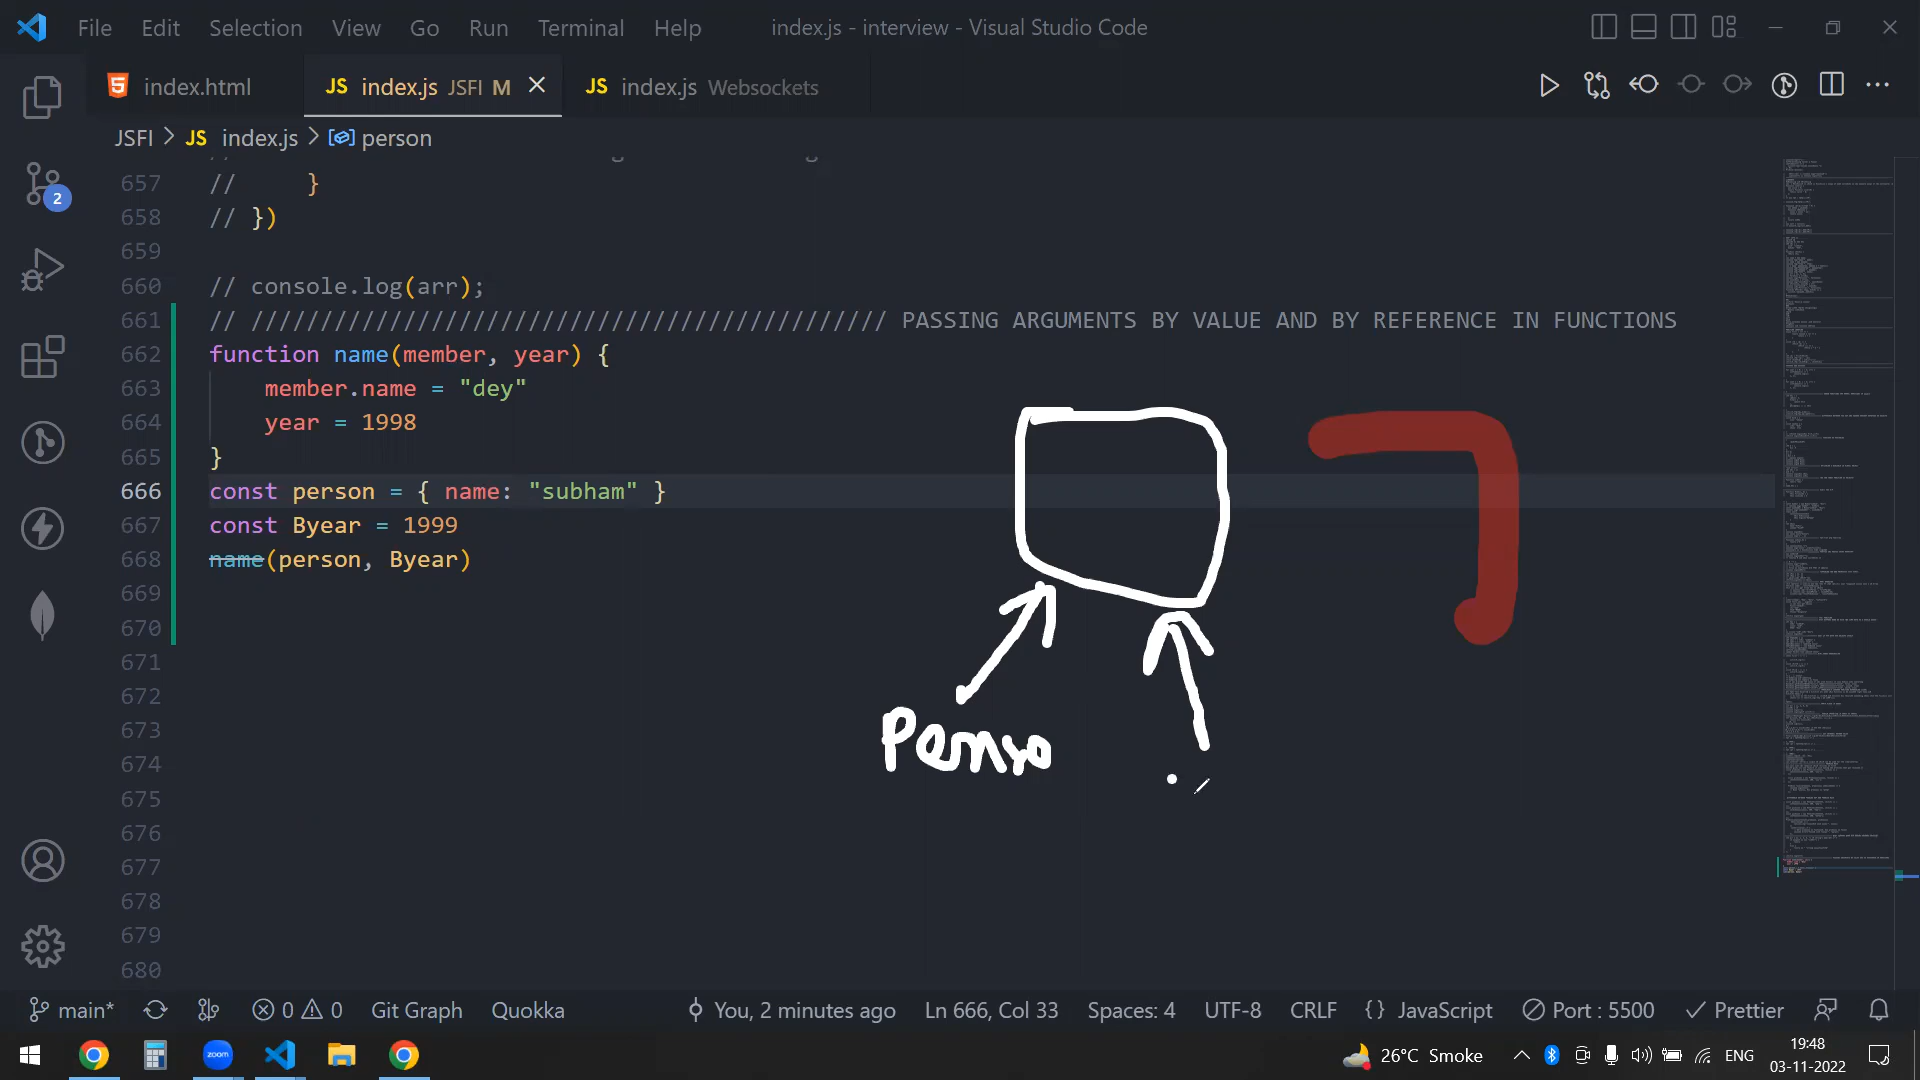 File Edit Selection View Go Run Terminal Help index.js - interview - Visual Studio Code
index.html JS index.js JSFI M JS index.js Websockets
JSFI > JS index.js > person
2
657 // }
658 // })
659
660 // console.log(arr);
661 // ////////////////////////////////////////////// PASSING ARGUMENTS BY VALUE AND BY REFERENCE IN FUNCTIONS
662 function name(member, year) {
663 member.name = "dey"
664 year = 1998
665 }
666 const person = { name: "subham" }
667 const Byear = 1999
668 name(person, Byear)
669
670
671
672
673
674
675
676
677
678
679
680
main* 0 0 Git Graph Quokka You, 2 minutes ago Ln 666, Col 33 Spaces: 4 UTF-8 CRLF {} JavaScript Port : 5500 Prettier
zoom 26°C Smoke ENG 19:48
03-11-2022